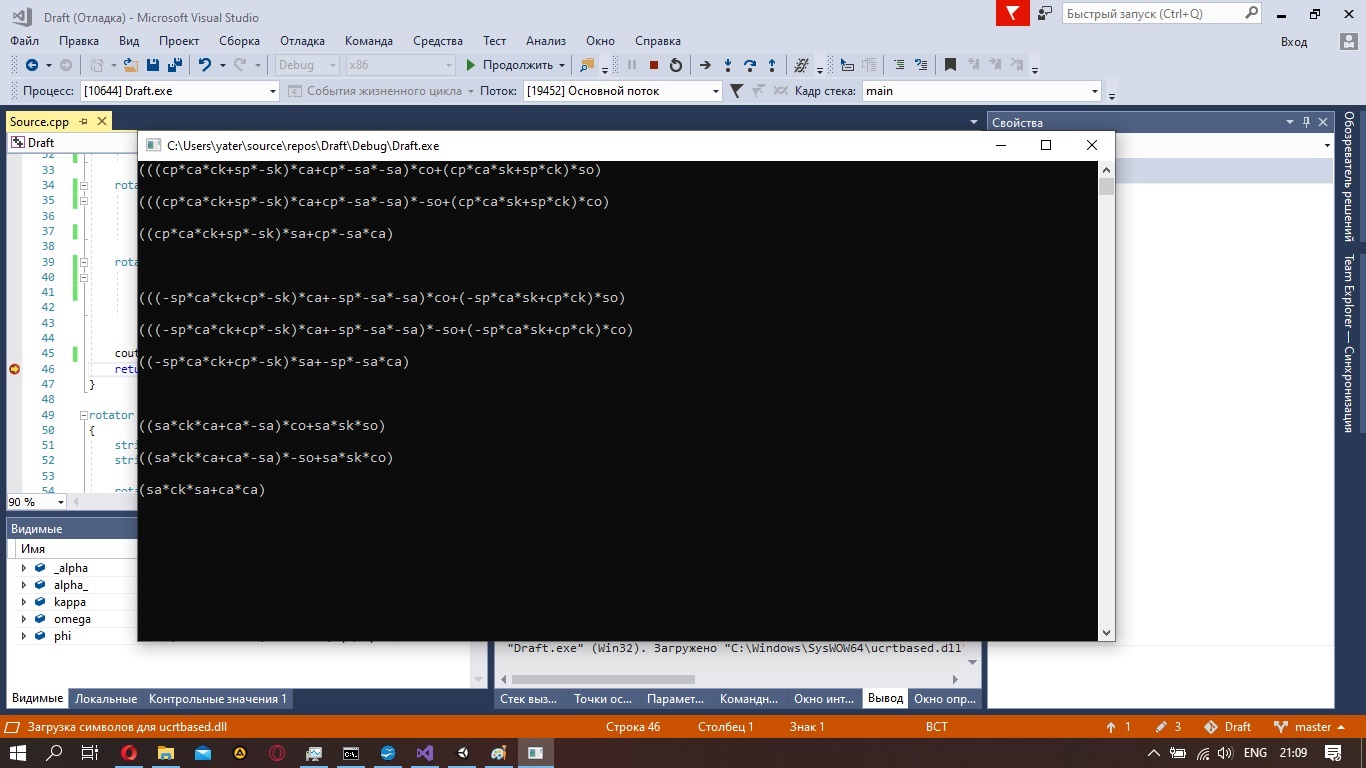 Draft (Отладка) - Microsoft Visual Studio
Быстрый запуск (Ctrl+Q)
Файл Правка Вид Проект Сборка Отладка Команда Средства Тест Анализ Окно Справка
Вход
Debug x86 Продолжить
Процесс: [10644] Draft.exe События жизненного цикла Поток: [19452] Основной поток Кадр стека: main
Source.cpp
Свойства
Draft
C:\Users\yater\source\repos\Draft\Debug\Draft.exe
(((cp*ca*ck+sp*-sk)*ca+cp*-sa*-sa)*co+(cp*ca*sk+sp*ck)*so)
(((cp*ca*ck+sp*-sk)*ca+cp*-sa*-sa)*-so+(cp*ca*sk+sp*ck)*co)
((cp*ca*ck+sp*-sk)*sa+cp*-sa*ca)
(((-sp*ca*ck+cp*-sk)*ca+-sp*-sa*-sa)*co+(-sp*ca*sk+cp*ck)*so)
(((-sp*ca*ck+cp*-sk)*ca+-sp*-sa*-sa)*-so+(-sp*ca*sk+cp*ck)*co)
((-sp*ca*ck+cp*-sk)*sa+-sp*-sa*ca)
((sa*ck*ca+ca*-sa)*co+sa*sk*so)
((sa*ck*ca+ca*-sa)*-so+sa*sk*co)
(sa*ck*sa+ca*ca)
32
33
34 rota
35
36
37 rota
38
39 rota
40
41
42
43
44
45 cout
46 retu
47 }
48
49 rotator
50 {
51 stri
52 stri
53
54 rota
90 %
Обозреватель решений
Team Explorer — Синхронизация
Видимые
Имя
_alpha
alpha_
kappa
omega
phi
Видимые Локальные Контрольные значения 1
"Draft.exe" (Win32). Загружено "C:\Windows\SysWOW64\ucrtbased.dll"
Стек выз... Точки ос... Парамет... Командн... Окно инт... Вывод Окно опр...
Загрузка символов для ucrtbased.dll Строка 46 Столбец 1 Знак 1 ВСТ 1 3 Draft master
ENG 21:09